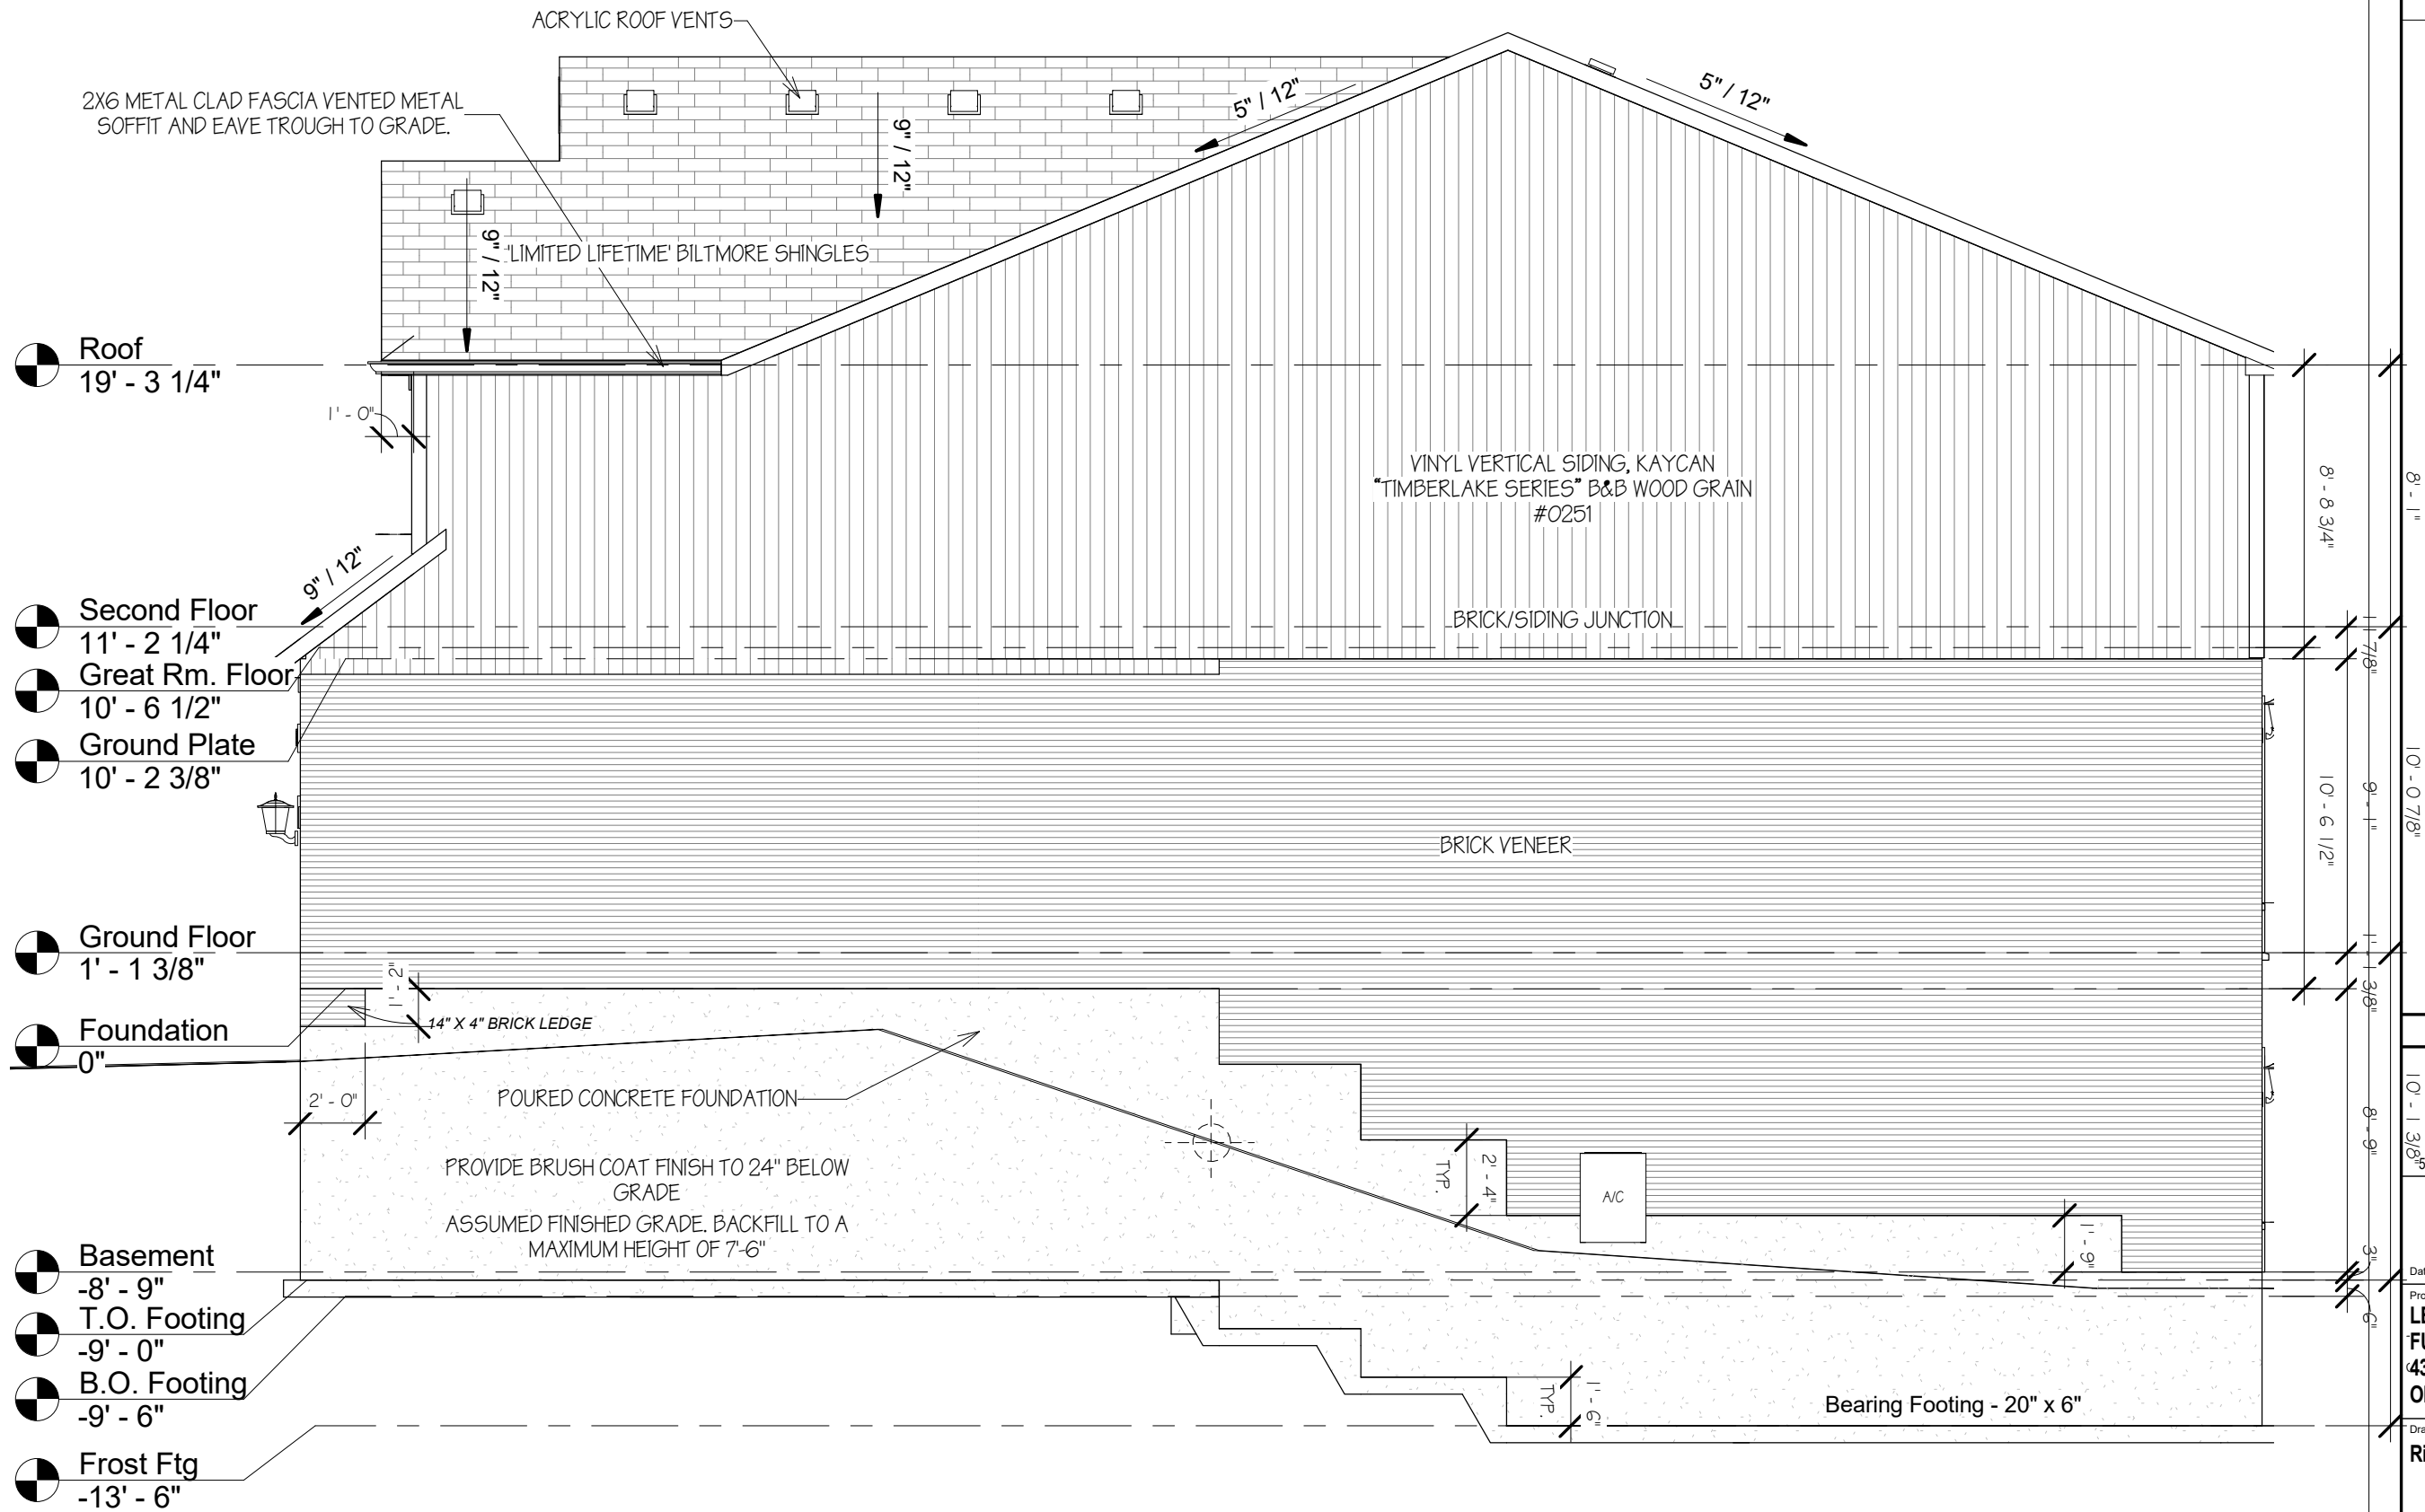 ACRYLIC ROOF VENTS
2X6 METAL CLAD FASCIA VENTED METAL
SOFFIT AND EAVE TROUGH TO GRADE.
5" / 12"
5" / 12"
9" / 12"
9" / 12"
'LIMITED LIFETIME' BILTMORE SHINGLES
Roof
19' - 3 1/4"
1' - 0"
VINYL VERTICAL SIDING, KAYCAN
"TIMBERLAKE SERIES" B&B WOOD GRAIN
#0251
8' - 8 3/4"
8' - 1"
9" / 12"
Second Floor
11' - 2 1/4"
BRICK/SIDING JUNCTION
Great Rm. Floor
10' - 6 1/2"
Ground Plate
10' - 2 3/8"
10' - 6 1/2"
9' - 1"
10' - 0 7/8"
BRICK VENEER
Ground Floor
1' - 1 3/8"
1' - 1 3/8"
1' - 2"
14" X 4" BRICK LEDGE
Foundation
0"
2' - 0"
POURED CONCRETE FOUNDATION
8' - 9"
10' - 1 3/8"
PROVIDE BRUSH COAT FINISH TO 24" BELOW
GRADE
ASSUMED FINISHED GRADE. BACKFILL TO A
MAXIMUM HEIGHT OF 7'-6"
2' - 4"
TYP.
A/C
1' - 9"
3"
Basement
-8' - 9"
T.O. Footing
-9' - 0"
6"
B.O. Footing
-9' - 6"
1' - 6"
TYP.
Bearing Footing - 20" x 6"
Frost Ftg
-13' - 6"